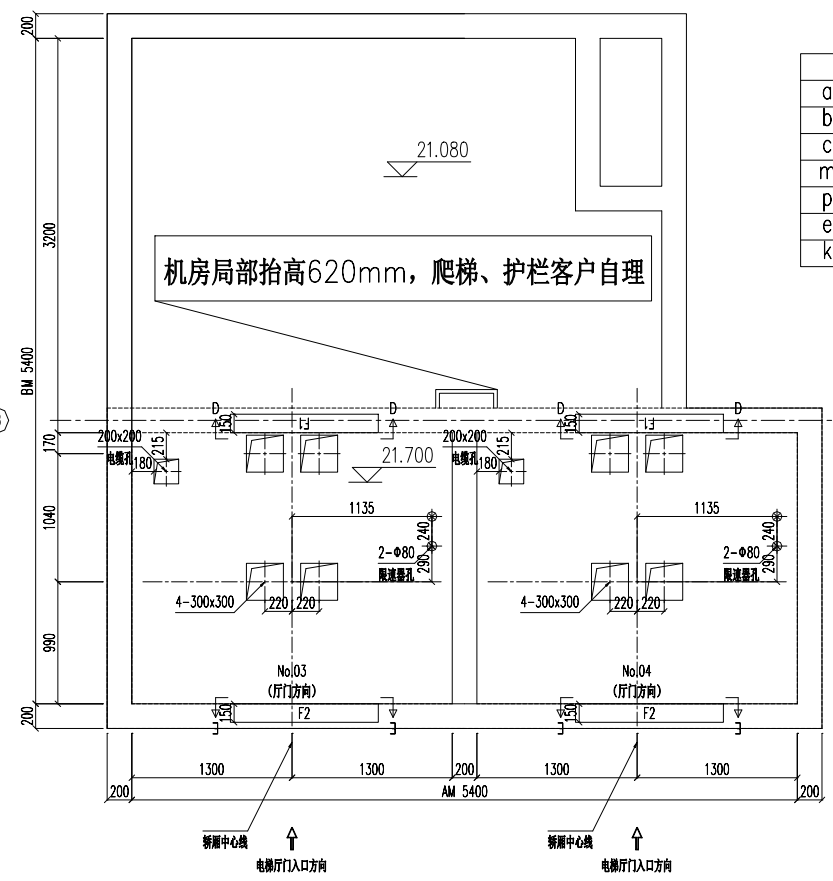 200
a
b
c
m
p
e
k
21.080
3200
机房局部抬高620mm，爬梯、护栏客户自理
BM 5400
D
D
D
D
150
150
200x200
电缆孔
215
180
21.700
200x200
电缆孔
215
180
170
1040
1135
1135
240
240
2-Φ80
限速器孔
290
2-Φ80
限速器孔
290
4-300x300
220
220
4-300x300
220
220
990
No.03
(厅门方向)
No.04
(厅门方向)
200
150
F2
150
F2
1300
1300
200
1300
1300
200
AM 5400
200
轿厢中心线
轿厢中心线
电梯厅门入口方向
电梯厅门入口方向